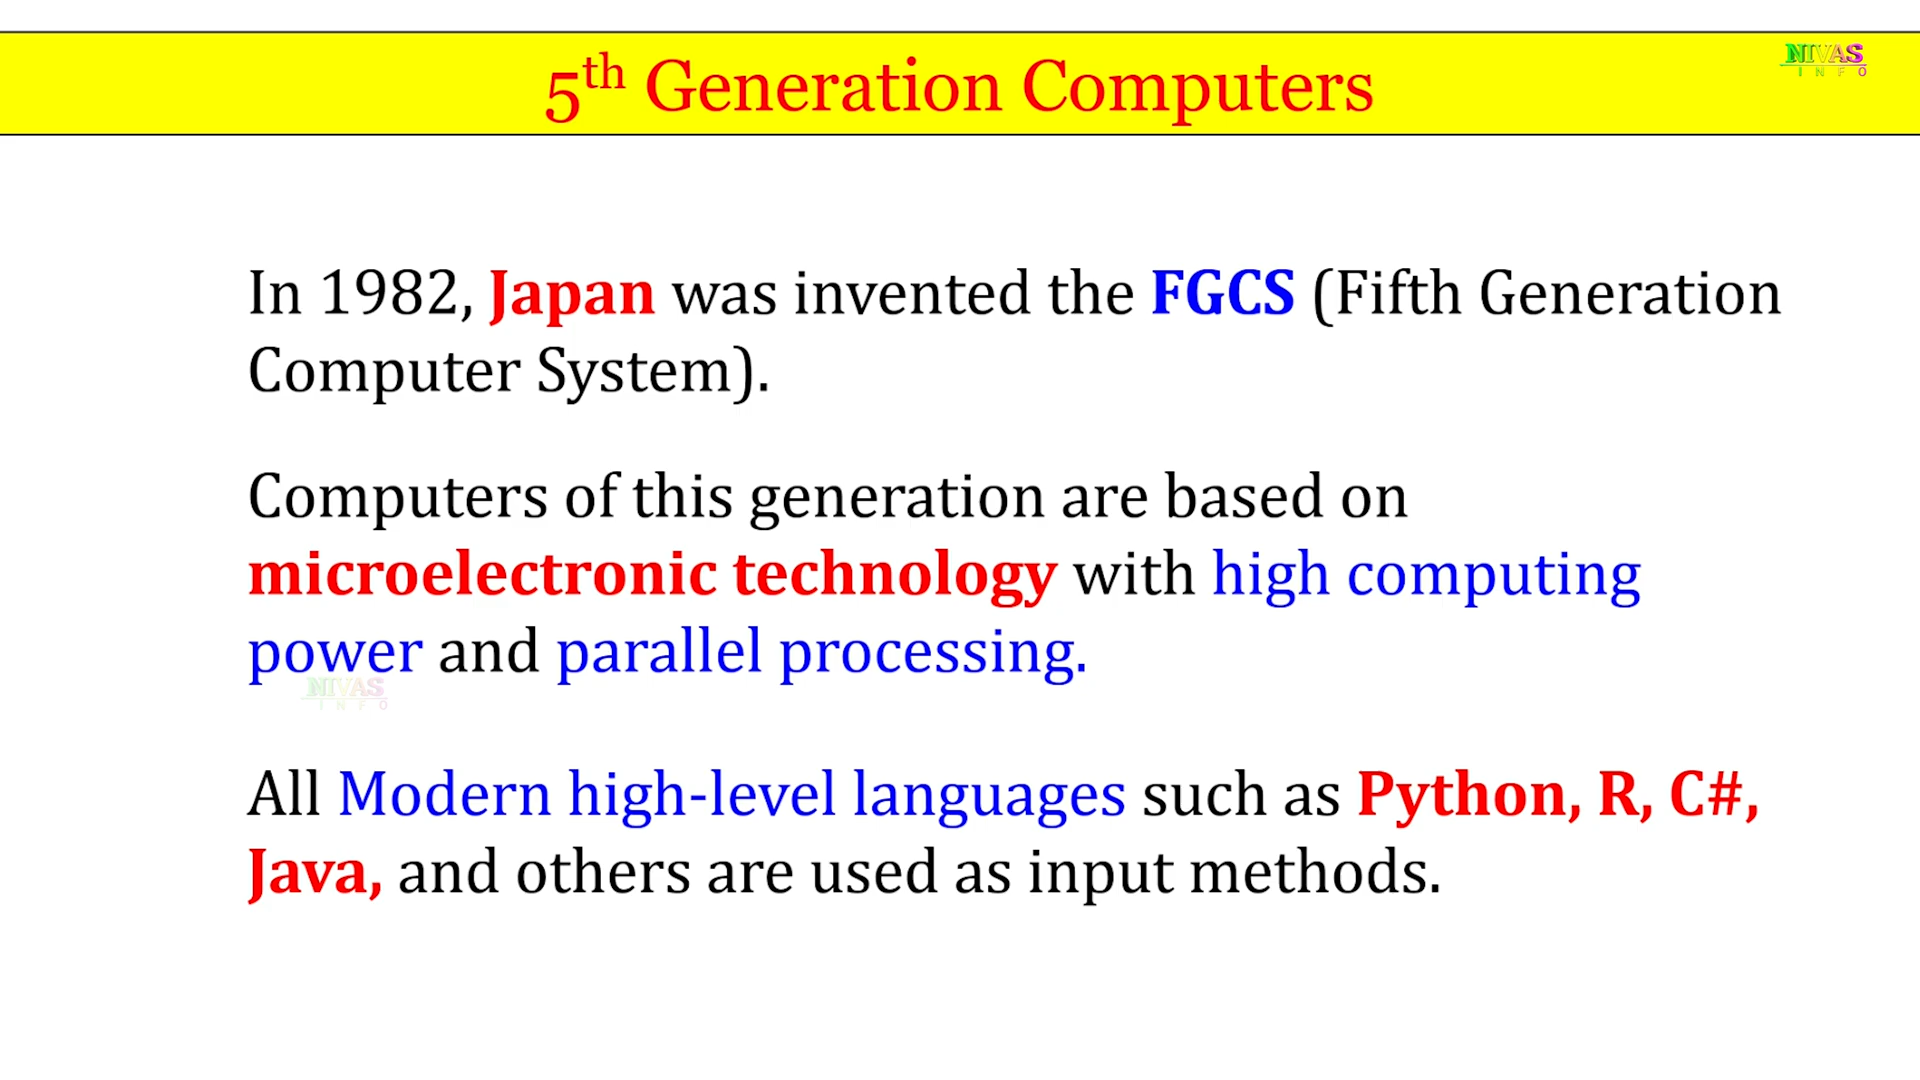 5th Generation Computers
NIVAS
INFO
In 1982, Japan was invented the FGCS (Fifth Generation
Computer System).
Computers of this generation are based on
microelectronic technology with high computing
power and parallel processing.
NIVAS
INFO
All Modern high-level languages such as Python, R, C#,
Java, and others are used as input methods.